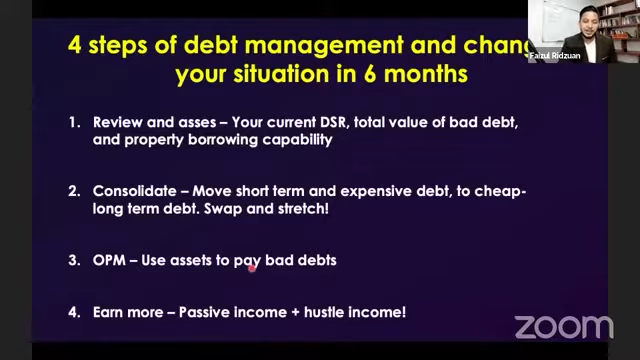 4 steps of debt management and chang
your situation in 6 months
Faizul Ridzuan
1. Review and asses – Your current DSR, total value of bad debt,
and property borrowing capability
2. Consolidate – Move short term and expensive debt, to cheap-
long term debt. Swap and stretch!
3. OPM – Use assets to pay bad debts
4. Earn more – Passive income + hustle income!
zoom